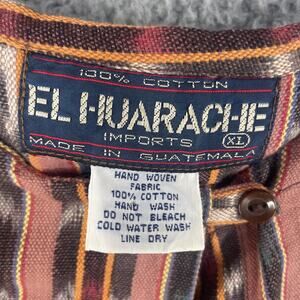 100% COTTON
EL HUARACHE
IMPORTS XL
MADE IN GUATEMALA
HAND WOVEN
FABRIC
100% COTTON
HAND WASH
DO NOT BLEACH
COLD WATER WASH
LINE DRY